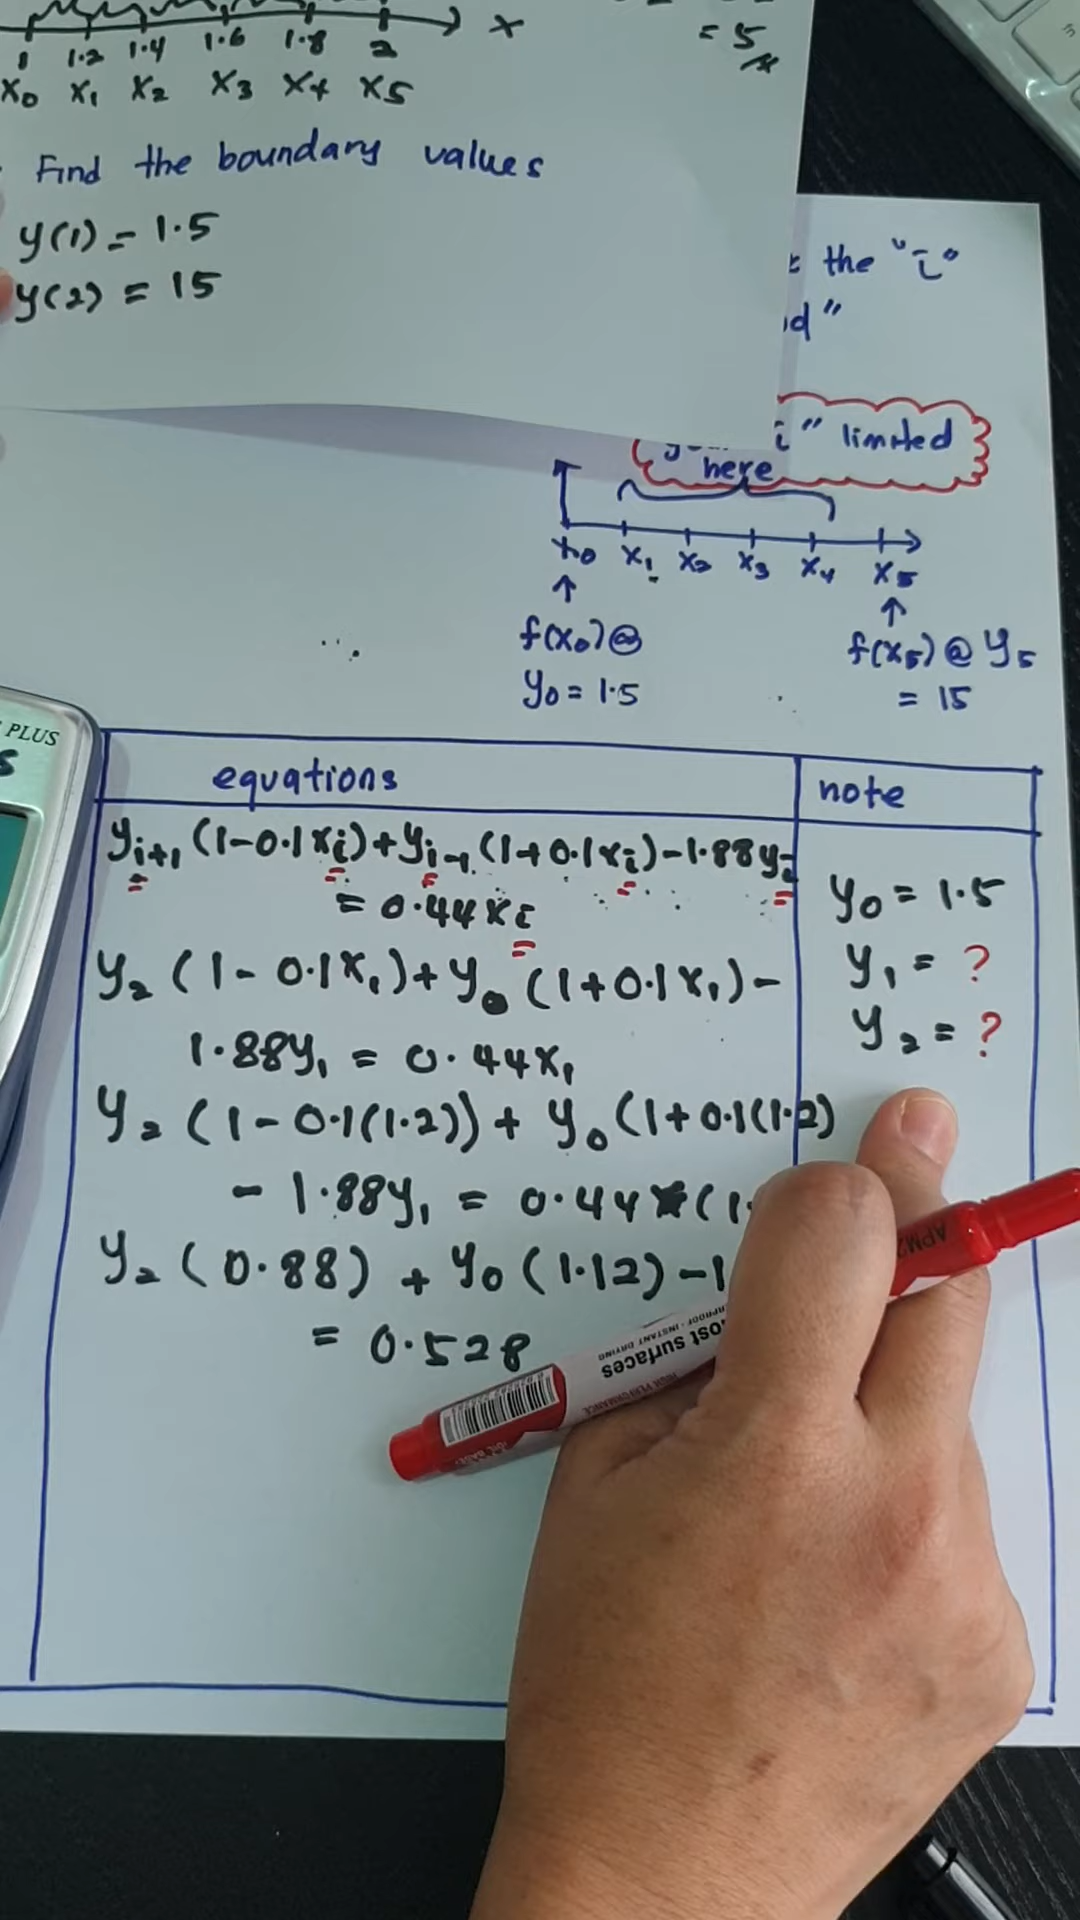 x
1 1.2 1.4 1.6 1.8 2
x0 x1 x2 x3 x4 x5
= 5
Find the boundary values
y(1) = 1.5
y(2) = 15
the "i"
"
i" limited
here
x0 x1 x2 x3 x4 x5
↑ ↑
f(x0) @
y0 = 1.5
f(x5) @ y5
= 15
PLUS
S
equations
note
yi+1 (1-0.1xi)+yi-1 (1+0.1xi)-1.88yi
= 0.44xi
y2 (1-0.1x1)+y0 (1+0.1x1)-
1.88y1 = 0.44x1
y2 (1-0.1(1.2)) + y0 (1+0.1(1.2)
- 1.88y1 = 0.44 (1.
y2 (0.88) + y0 (1.12) -1
= 0.528
y0 = 1.5
y1 = ?
y2 = ?
most surfaces
INSTANT DRYING
HIGH PERFORMANCE